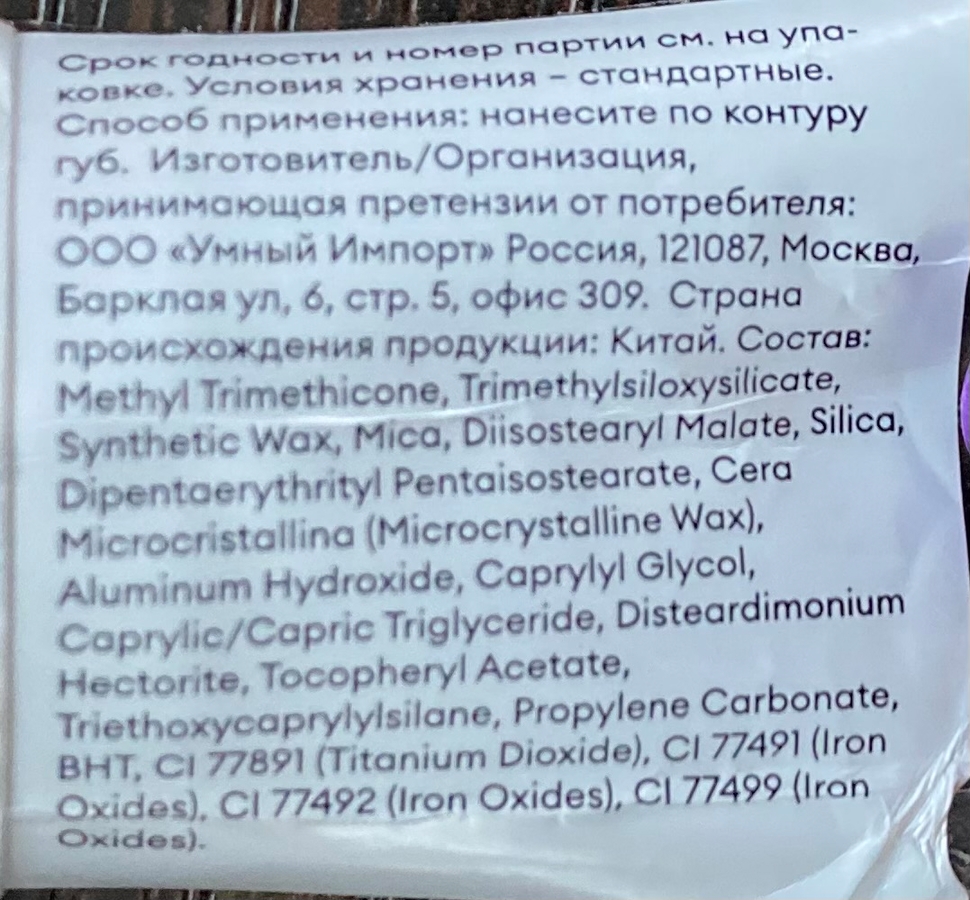 Срок годности и номер партии см. на упа-
ковке. Условия хранения – стандартные.
Способ применения: нанесите по контуру
губ. Изготовитель/Организация,
принимающая претензии от потребителя:
ООО «Умный Импорт» Россия, 121087, Москва,
Барклая ул, 6, стр. 5, офис 309. Страна
происхождения продукции: Китай. Состав:
Methyl Trimethicone, Trimethylsiloxysilicate,
Synthetic Wax, Mica, Diisostearyl Malate, Silica,
Dipentaerythrityl Pentaisostearate, Cera
Microcristallina (Microcrystalline Wax),
Aluminum Hydroxide, Caprylyl Glycol,
Caprylic/Capric Triglyceride, Disteardimonium
Hectorite, Tocopheryl Acetate,
Triethoxycaprylylsilane, Propylene Carbonate,
BHT, CI 77891 (Titanium Dioxide), CI 77491 (Iron
Oxides), CI 77492 (Iron Oxides), CI 77499 (Iron
Oxides).